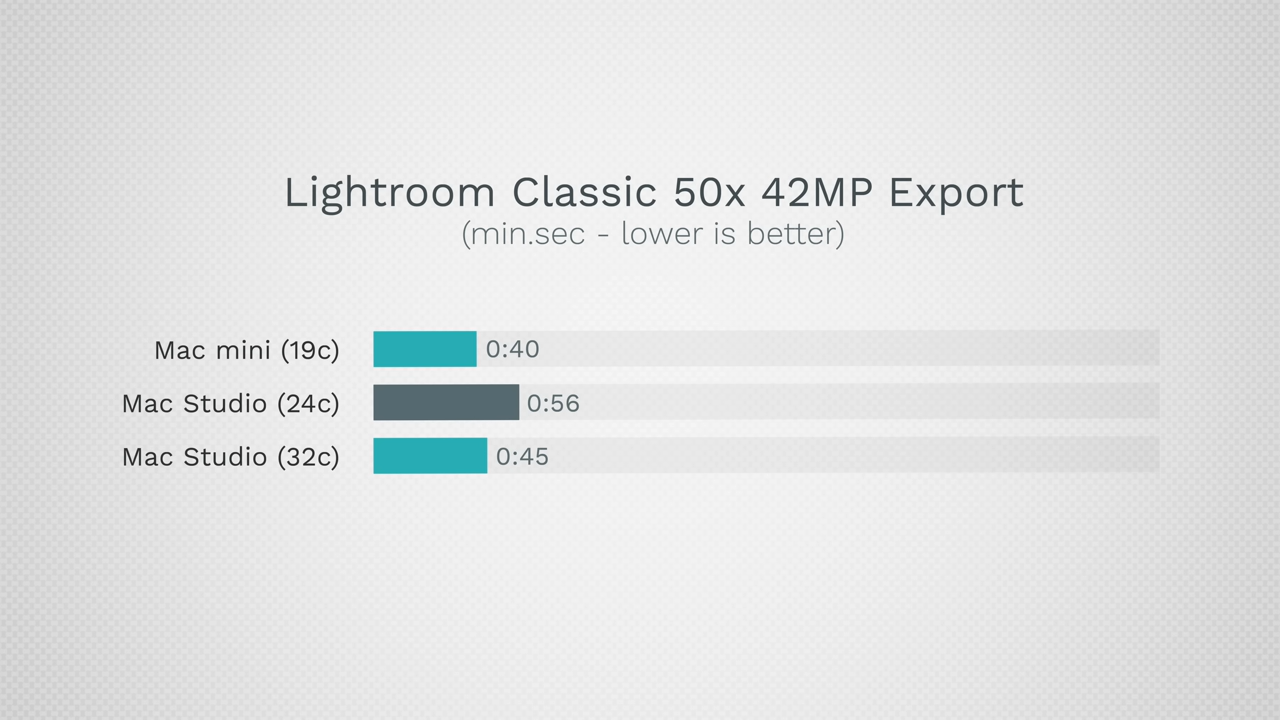 Lightroom Classic 50x 42MP Export
(min.sec - lower is better)
Mac mini (19c) 0:40
Mac Studio (24c) 0:56
Mac Studio (32c) 0:45